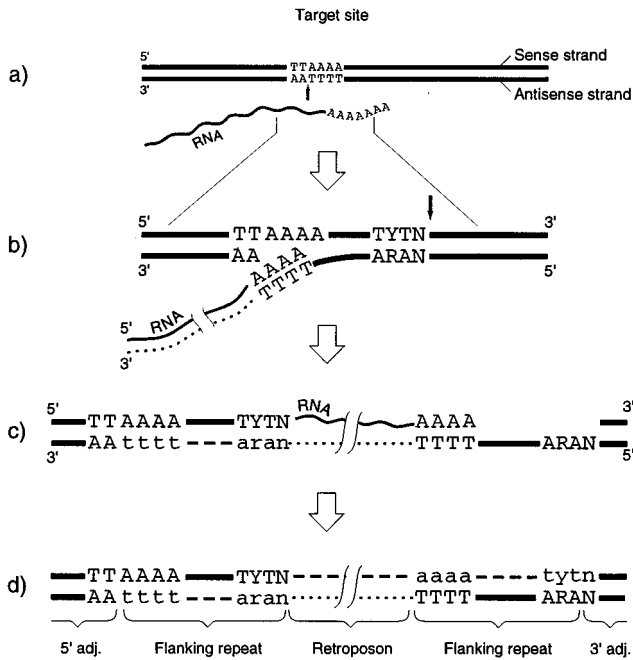 Target site
5'
TTAAAA
Sense strand
a)
3'
AATTTT
Antisense strand
RNA
AAAAAAA
5'
3'
TTAAAA
TYTN
b)
AA
ARAN
3'
5'
AAAA
TTTT
RNA
5'
3'
5'
RNA
3'
TTAAAA
TYTN
AAAA
c)
AAtttt
aran
TTTT
ARAN
3'
5'
TTAAAA
TYTN
aaaa
tytn
d)
AAtttt
aran
TTTT
ARAN
5' adj.
Flanking repeat
Retroposon
Flanking repeat
3' adj.